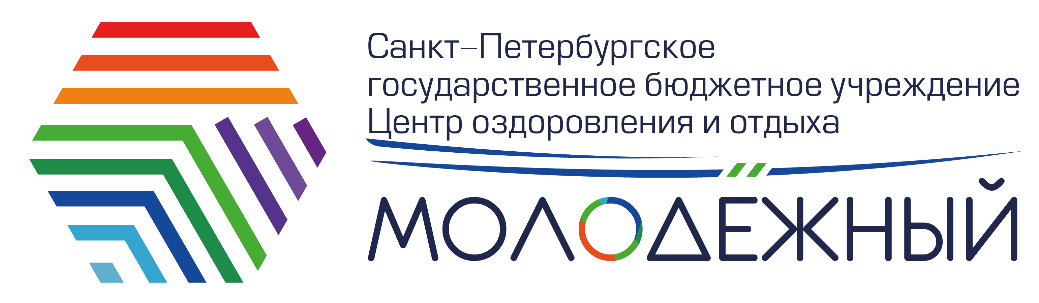 Санкт-Петербургское
государственное бюджетное учреждение
Центр оздоровления и отдыха
МОЛОДЁЖНЫЙ